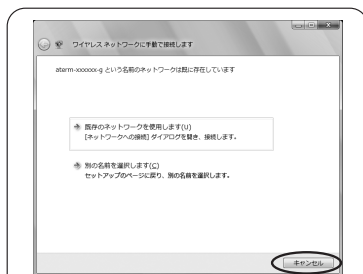 ワイヤレス ネットワークに手動で接続します
aterm-xxxxxx-g という名前のネットワークは既に存在しています
既存のネットワークを使用します(U)
[ネットワークへの接続] ダイアログを開き、接続します。
別の名前を選択します(C)
セットアップのページに戻り、別の名前を選択します。
キャンセル